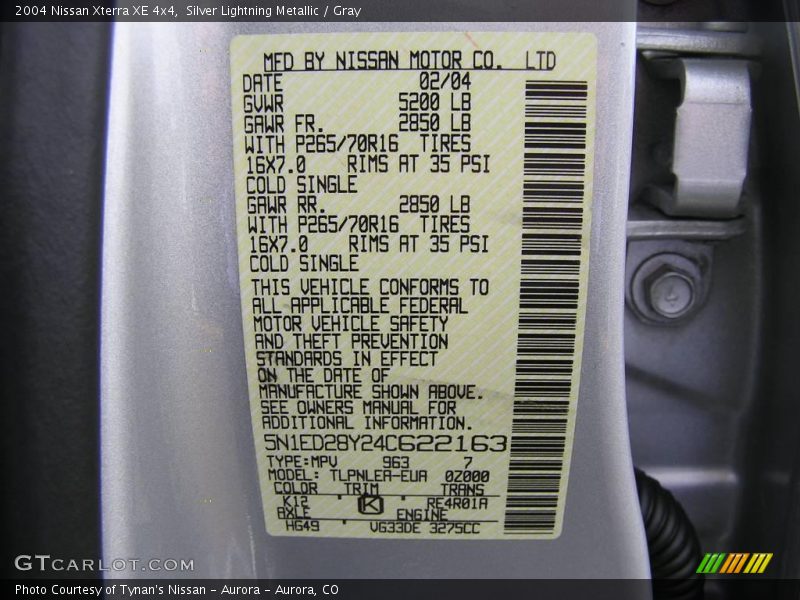 2004 Nissan Xterra XE 4x4,  Silver Lightning Metallic / Gray
MFD BY NISSAN MOTOR CO.  LTD
DATE 02/04
GVWR 5200 LB
GAWR FR. 2850 LB
WITH P265/70R16 TIRES
16X7.0 RIMS AT 35 PSI
COLD SINGLE
GAWR RR. 2850 LB
WITH P265/70R16 TIRES
16X7.0 RIMS AT 35 PSI
COLD SINGLE
THIS VEHICLE CONFORMS TO
ALL APPLICABLE FEDERAL
MOTOR VEHICLE SAFETY
AND THEFT PREVENTION
STANDARDS IN EFFECT
ON THE DATE OF
MANUFACTURE SHOWN ABOVE.
SEE OWNERS MANUAL FOR
ADDITIONAL INFORMATION.
5N1ED28Y24C622163
TYPE:MPV 963 7
MODEL: TLPNLEA-EUA 0Z000
COLOR TRIM TRANS
K12 K RE4R01A
AXLE ENGINE
HG49 VG33DE 3275CC
GTCARLOT.COM
Photo Courtesy of Tynan's Nissan - Aurora - Aurora, CO